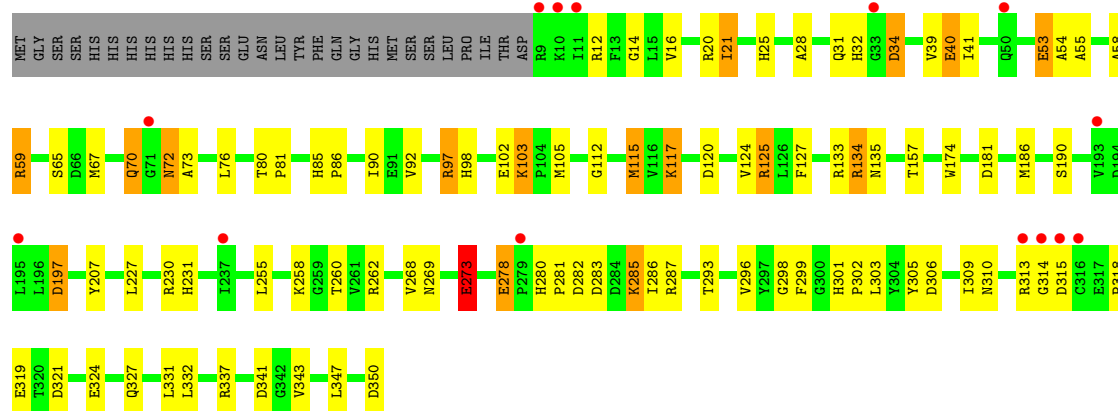 MET GLY SER SER HIS HIS HIS HIS HIS HIS SER SER GLU ASN LEU TYR PHE GLN GLY HIS MET SER SER LEU PRO ILE THR ASP R9 K10 I11 R12 F13 G14 L15 V16 R20 I21 H25 A28 Q31 H32 G33 D34 V39 E40 I41 Q50 E53 A54 A55 A58
R59 S65 D66 M67 Q70 G71 N72 A73 L76 T80 P81 H85 P86 I90 E91 V92 R97 H98 E102 K103 P104 M105 G112 M115 V116 K117 D120 V124 R125 L126 F127 R133 R134 N135 T157 W174 D181 M186 S190 V193 D194
L195 L196 D197 Y207 L227 R230 H231 I237 L255 K258 G259 T260 V261 R262 V268 N269 E273 E278 P279 H280 P281 D282 D283 D284 K285 I286 R287 T293 V296 Y297 G298 F299 G300 H301 P302 L303 Y304 Y305 D306 I309 N310 R313 G314 D315 C316 E317 P318
E319 T320 D321 E324 Q327 L331 L332 R337 D341 G342 V343 L347 D350